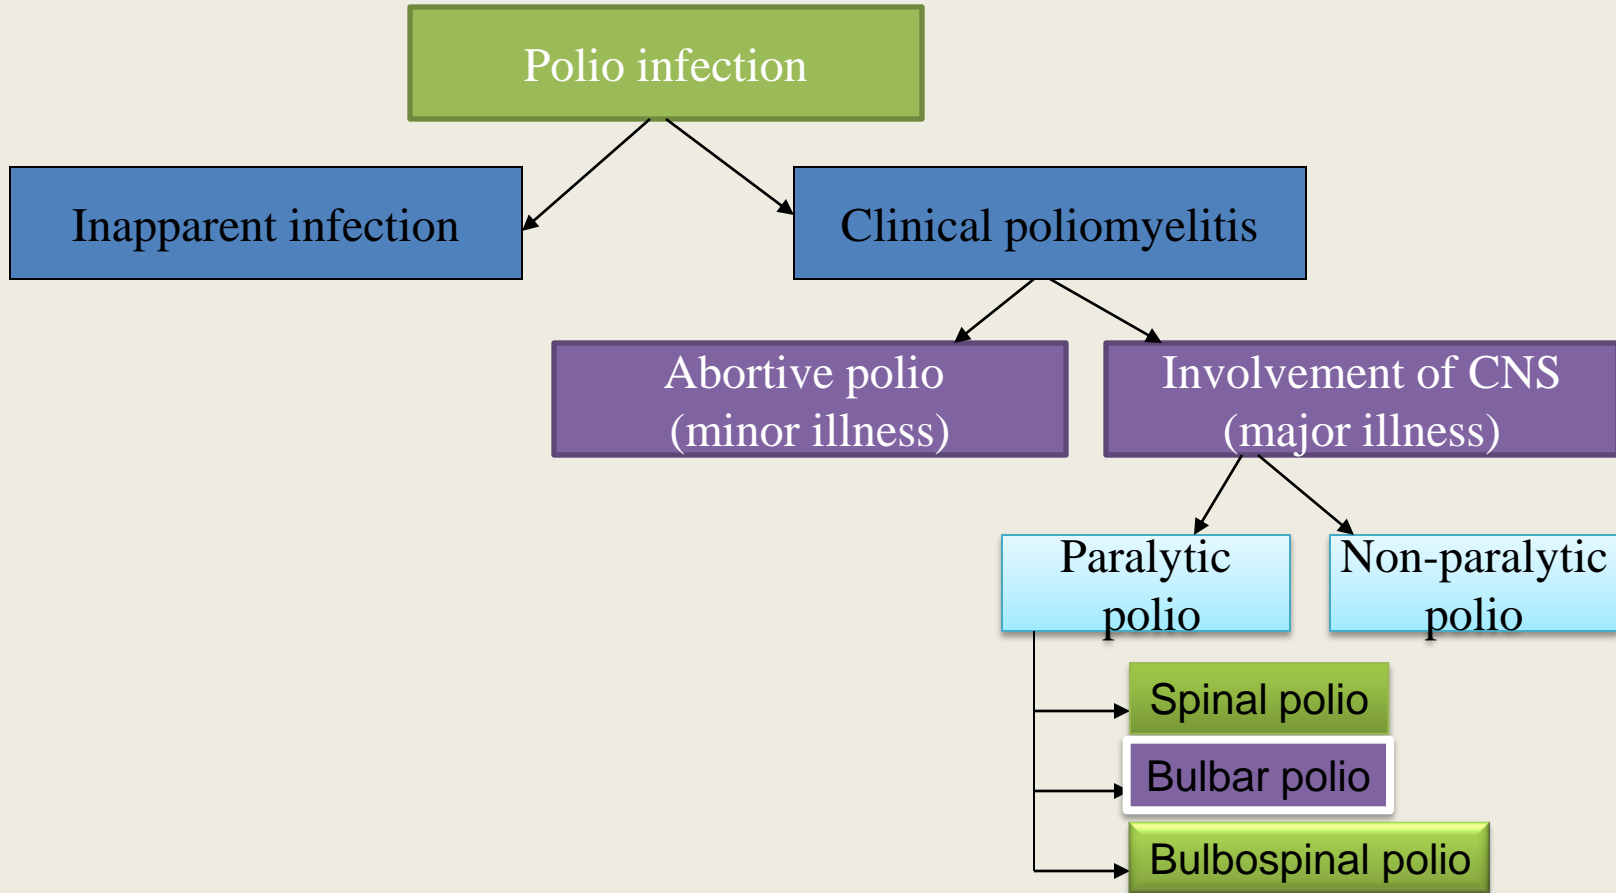 Polio infection
Inapparent infection
Clinical poliomyelitis
Abortive polio
(minor illness)
Involvement of CNS
(major illness)
Paralytic
polio
Non-paralytic
polio
Spinal polio
Bulbar polio
Bulbospinal polio